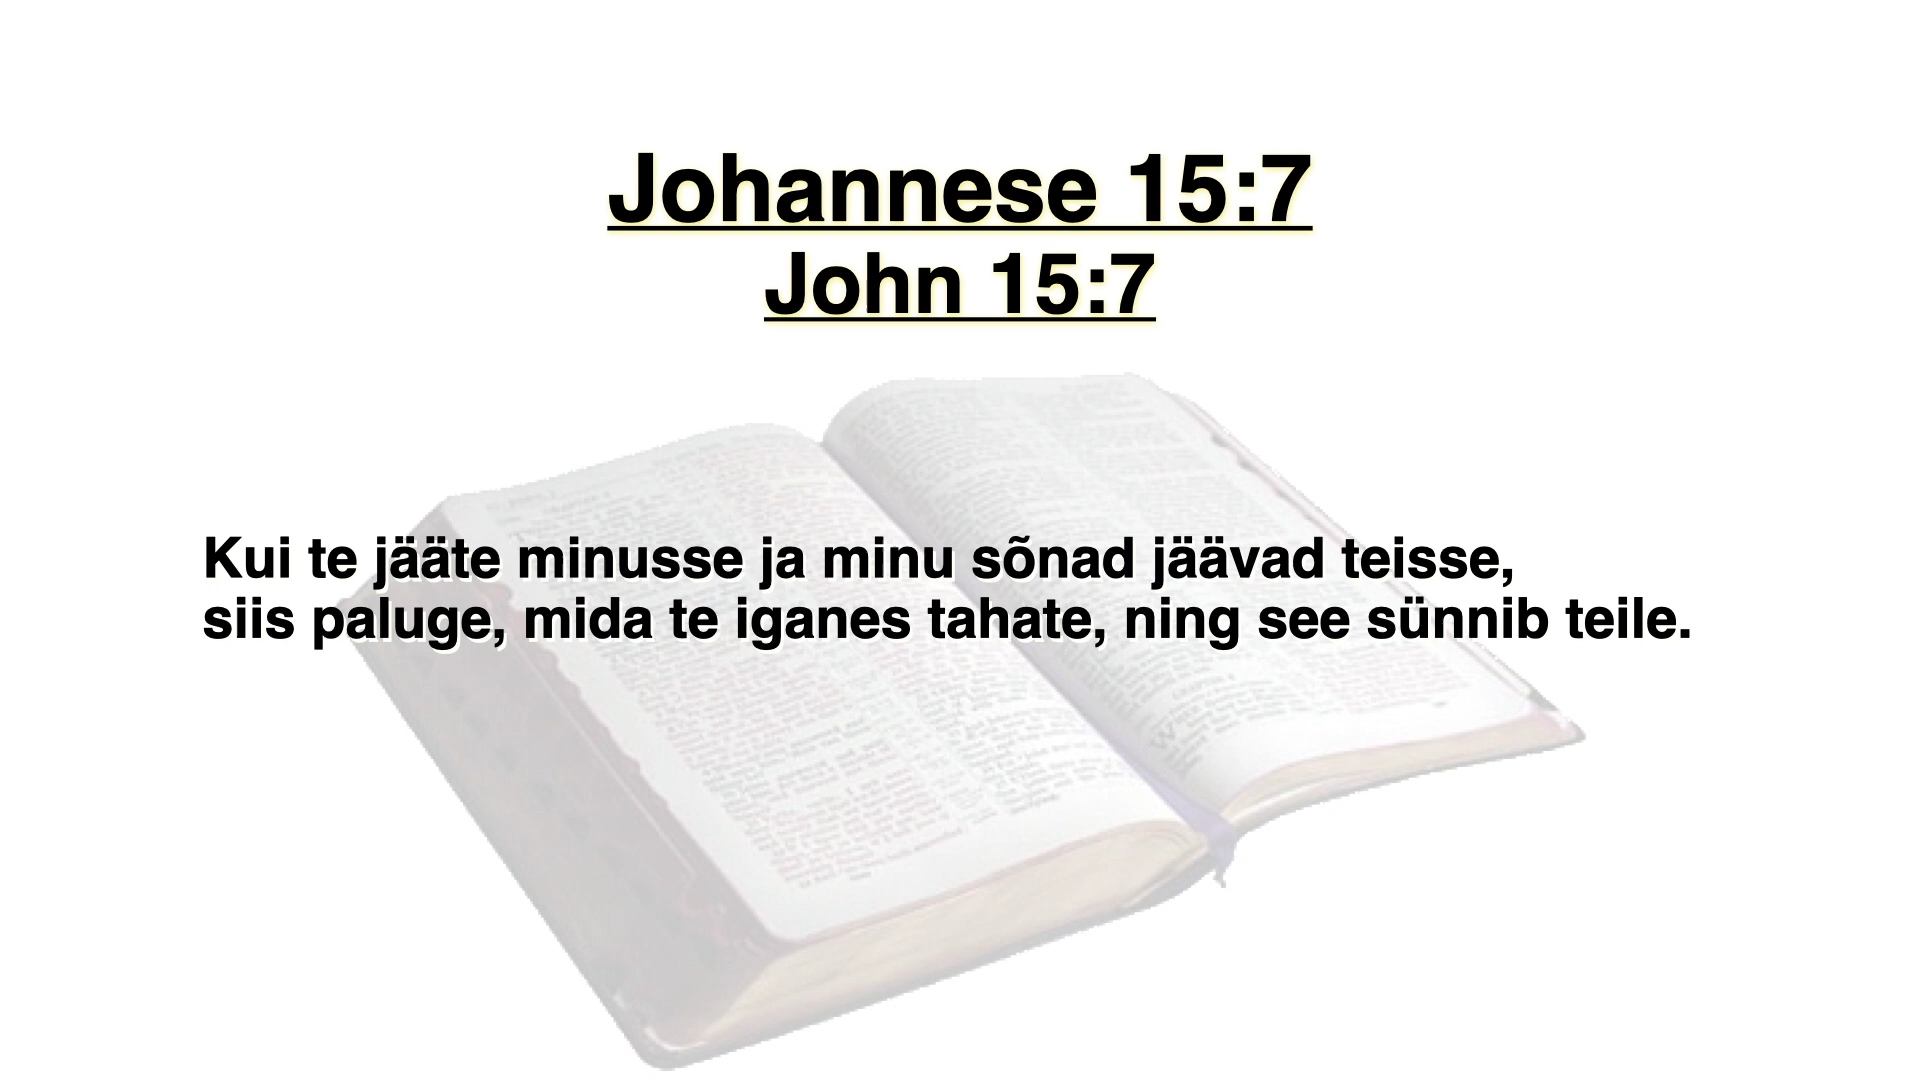 Johannese 15:7
John 15:7
Kui te jääte minusse ja minu sõnad jäävad teisse,
siis paluge, mida te iganes tahate, ning see sünnib teile.